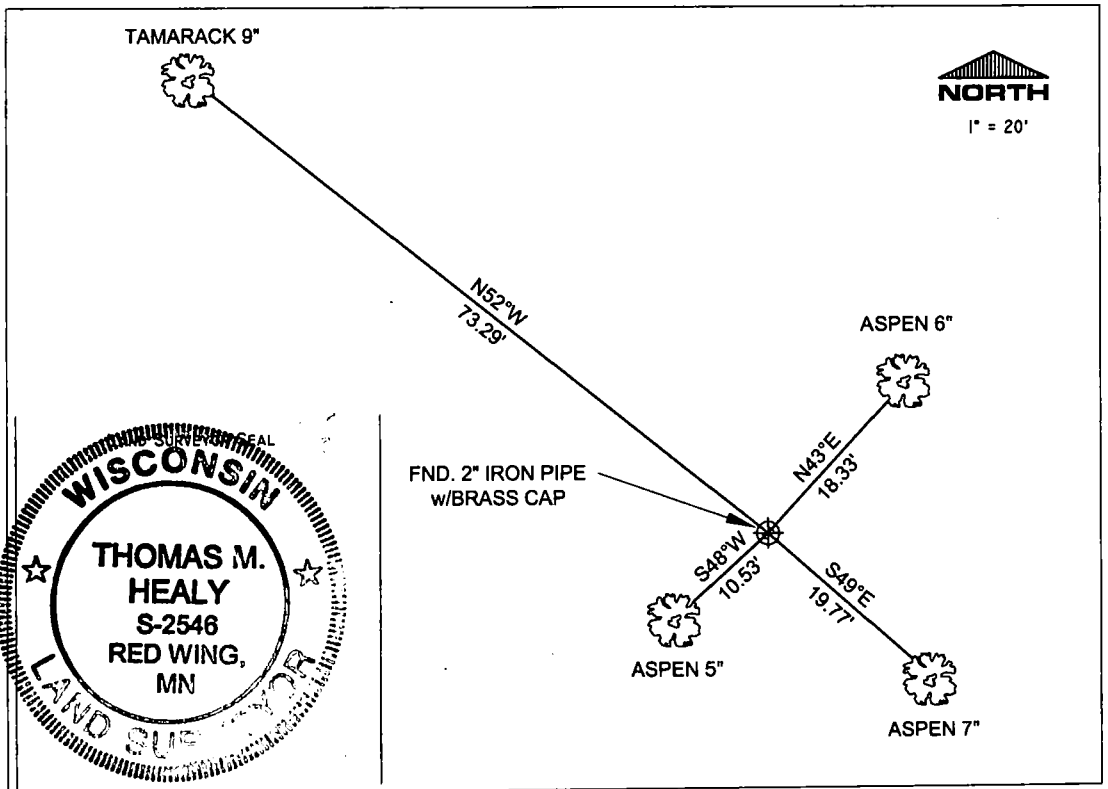 TAMARACK 9"
NORTH
1" = 20'
N52°W
73.29'
ASPEN 6"
N43°E
18.33'
FND. 2" IRON PIPE
w/BRASS CAP
S48°W
10.53'
S49°E
19.77'
ASPEN 5"
ASPEN 7"
SEAL
WISCONSIN
THOMAS M.
HEALY
S-2546
RED WING,
MN
LAND SURVEYOR